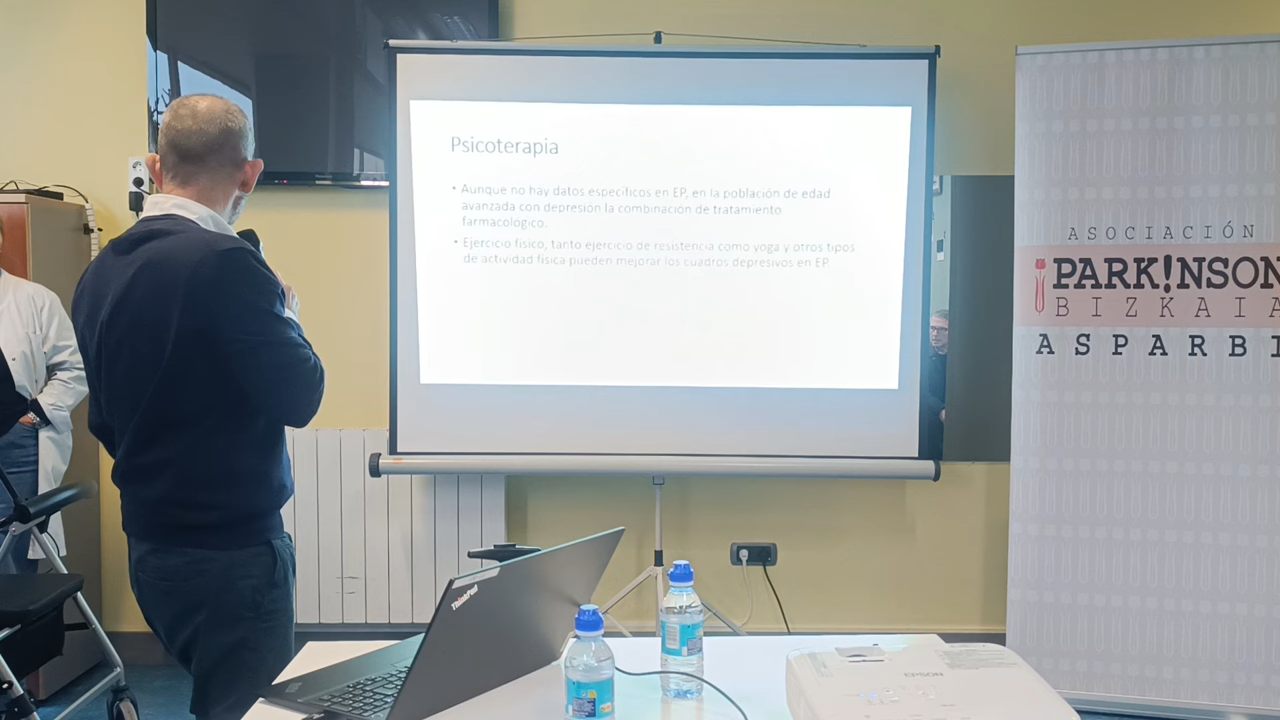 Psicoterapia
• Aunque no hay datos específicos en EP, en la población de edad
avanzada con depresión la combinación de tratamiento
farmacológico.
• Ejercicio físico, tanto ejercicio de resistencia como yoga y otros tipos
de actividad física pueden mejorar los cuadros depresivos en EP.
ASOCIACIÓN
PARK!NSON
BIZKAIA
ASPARBI
ThinkPad
EPSON